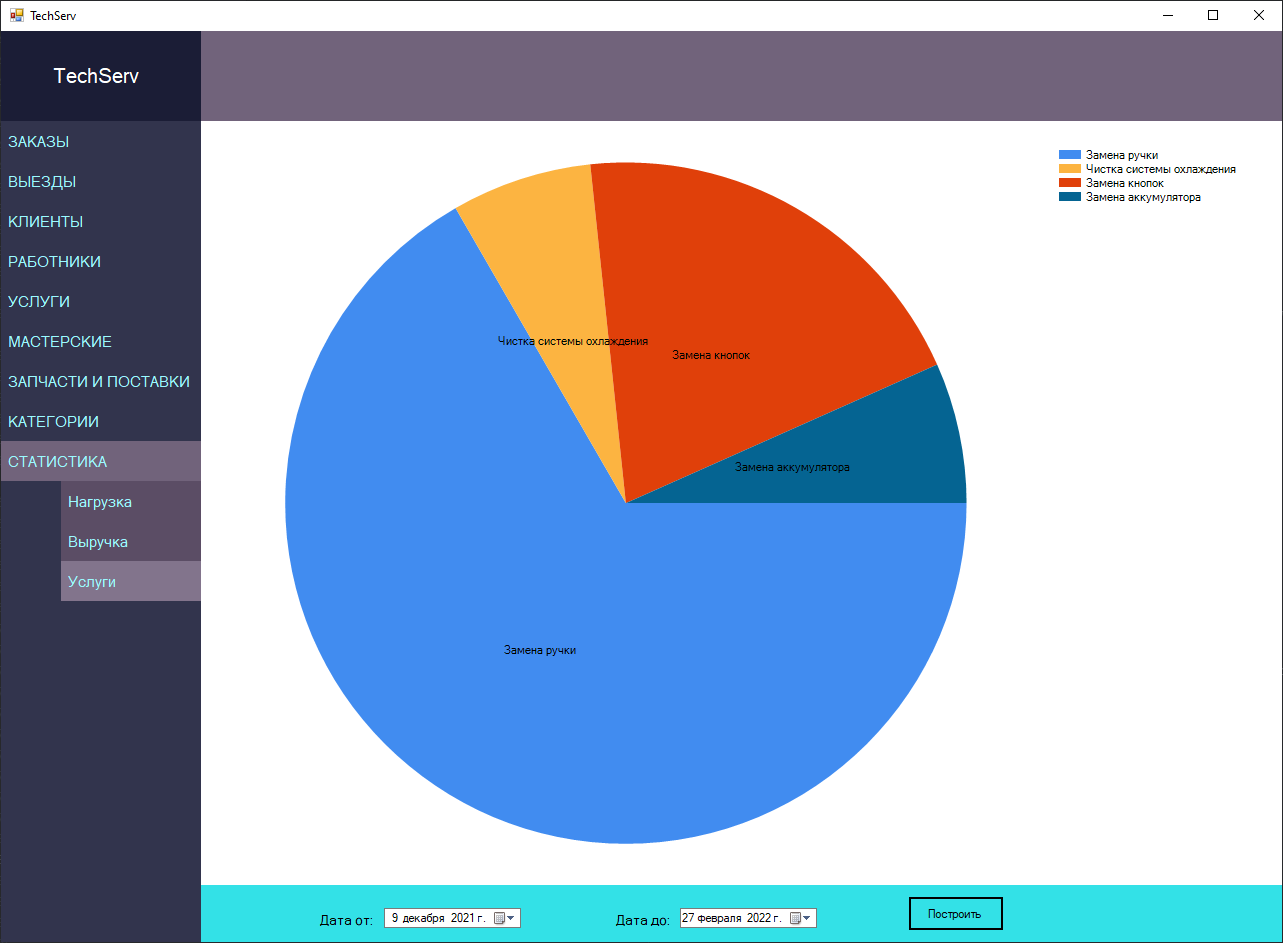 TechServ
TechServ
ЗАКАЗЫ
ВЫЕЗДЫ
КЛИЕНТЫ
РАБОТНИКИ
УСЛУГИ
МАСТЕРСКИЕ
ЗАПЧАСТИ И ПОСТАВКИ
КАТЕГОРИИ
СТАТИСТИКА
Нагрузка
Выручка
Услуги
Замена ручки
Чистка системы охлаждения
Замена кнопок
Замена аккумулятора
Чистка системы охлаждения
Замена кнопок
Замена аккумулятора
Замена ручки
Дата от: 9 декабря 2021 г. Дата до: 27 февраля 2022 г. Построить